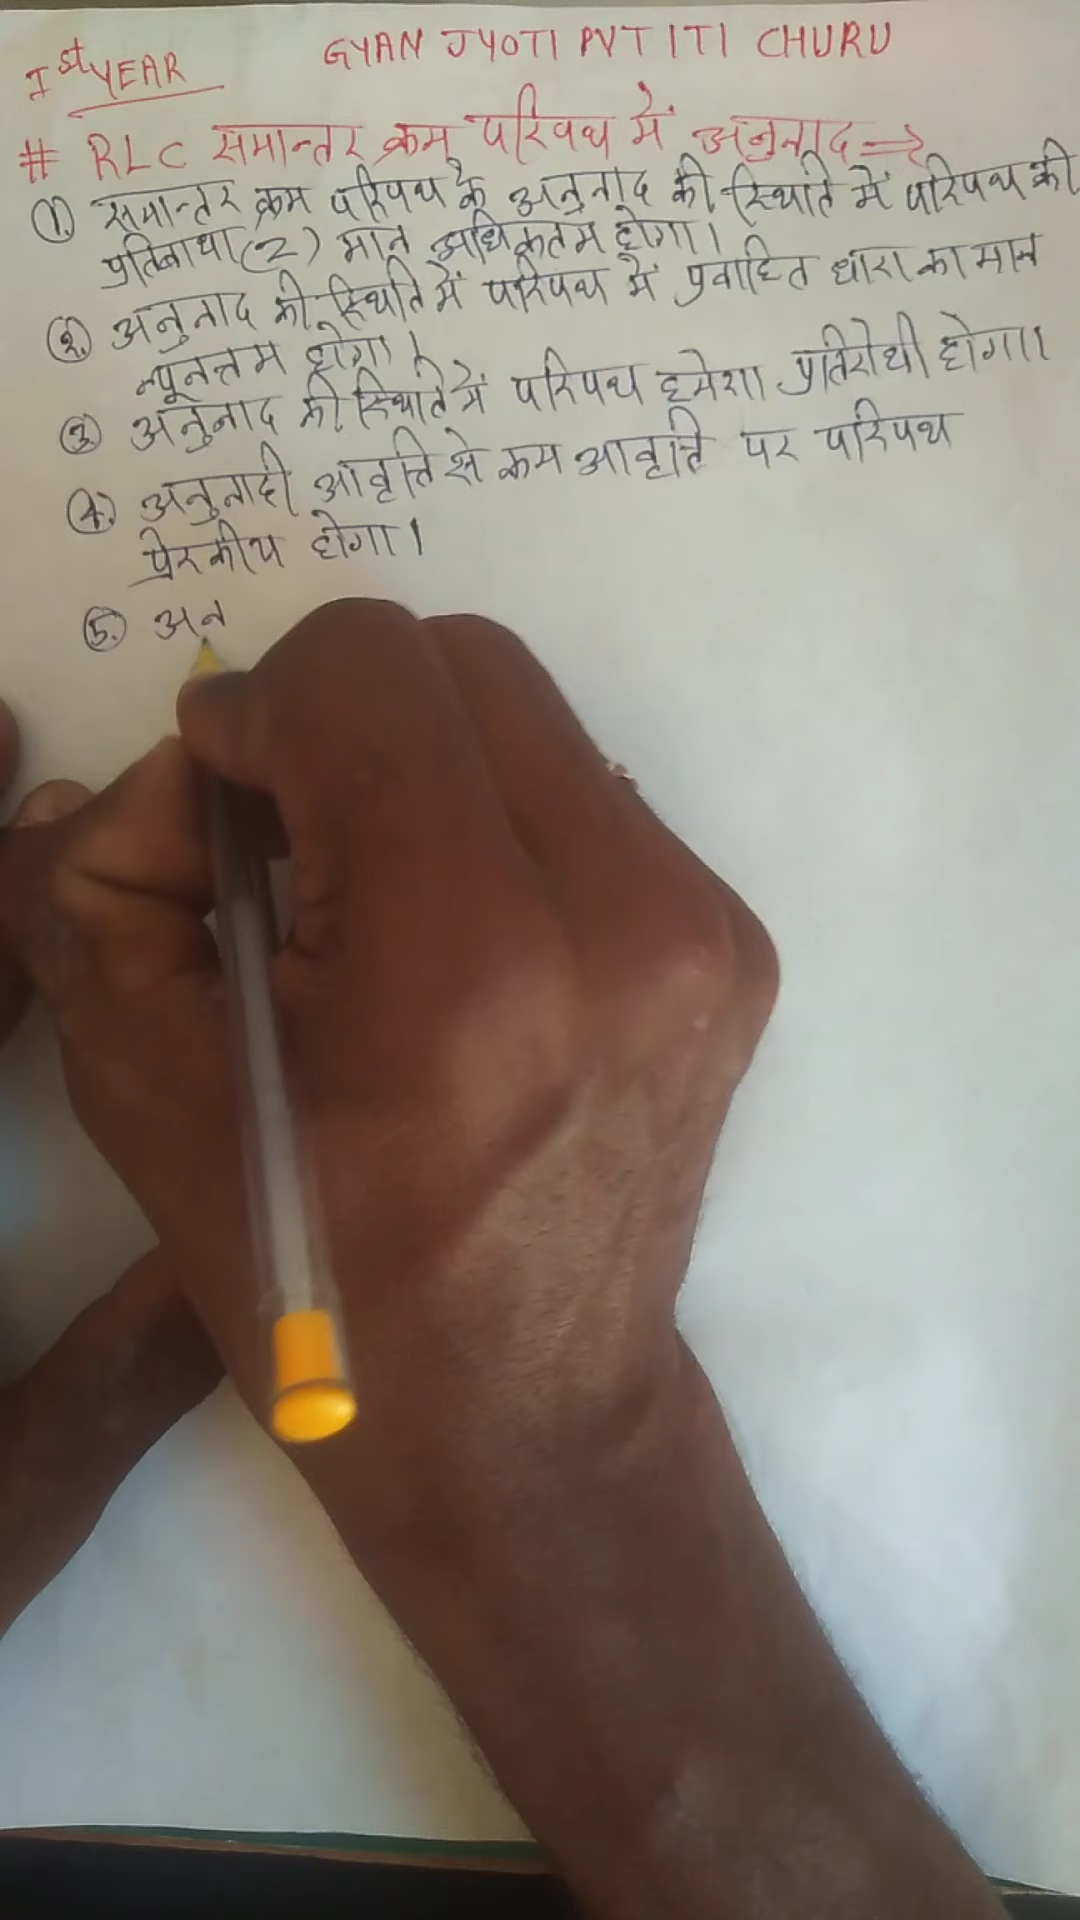 Ist YEAR GYAN JYOTI PVT ITI CHURU
# RLC समान्तर क्रम परिपथ में अनुनाद ⇒
1. समान्तर क्रम परिपथ के अनुनाद की स्थिति में परिपथ की
प्रतिबाधा (Z) मान अधिकतम होगा।
2. अनुनाद की स्थिति में परिपथ में प्रवाहित धारा का मान
न्यूनत्तम होगा।
3. अनुनाद की स्थिति में परिपथ हमेशा प्रतिरोधी होगा।
4. अनुनादी आवृति से कम आवृति पर परिपथ
प्रेरकीय होगा।
5. अन